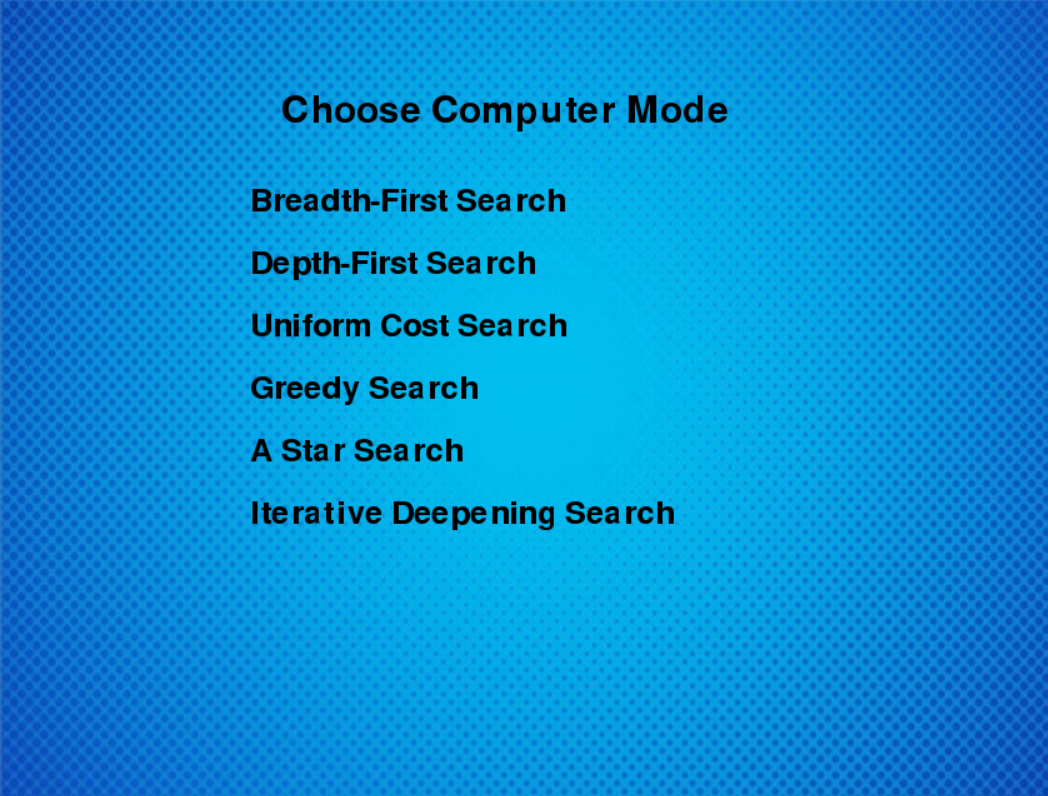 Choose Computer Mode
Breadth-First Search
Depth-First Search
Uniform Cost Search
Greedy Search
A Star Search
Iterative Deepening Search